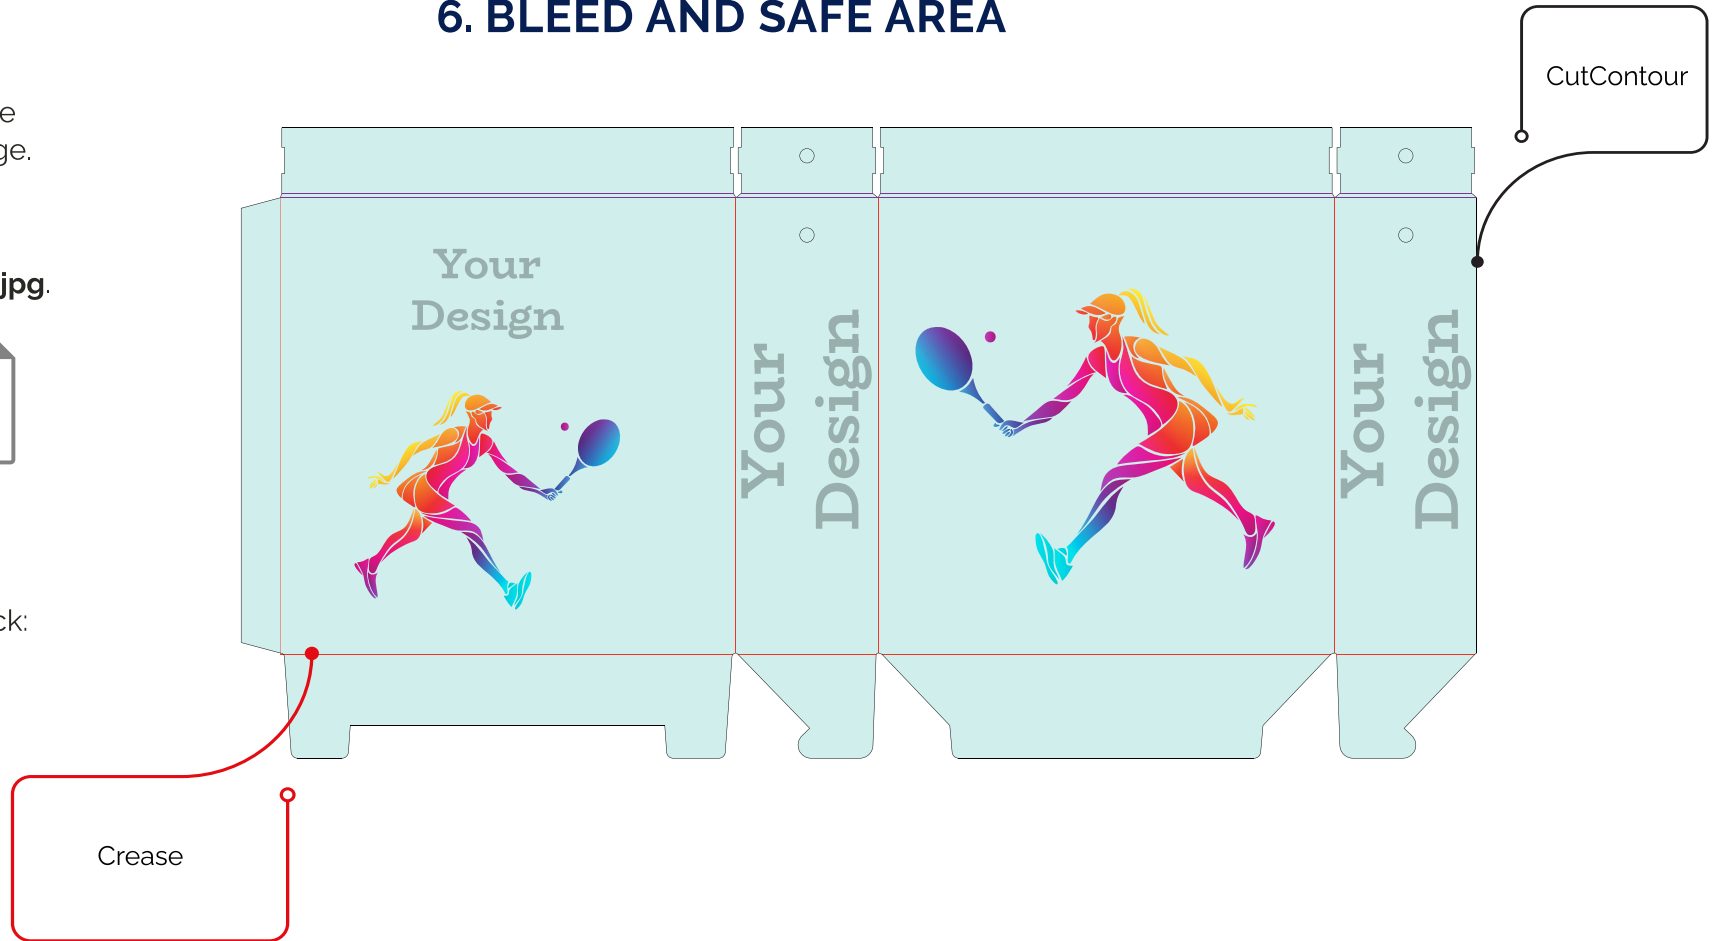 6. BLEED AND SAFE AREA
CutContour
e
ge.
jpg.
ck:
Your
Design
Your
Design
Your
Design
Crease